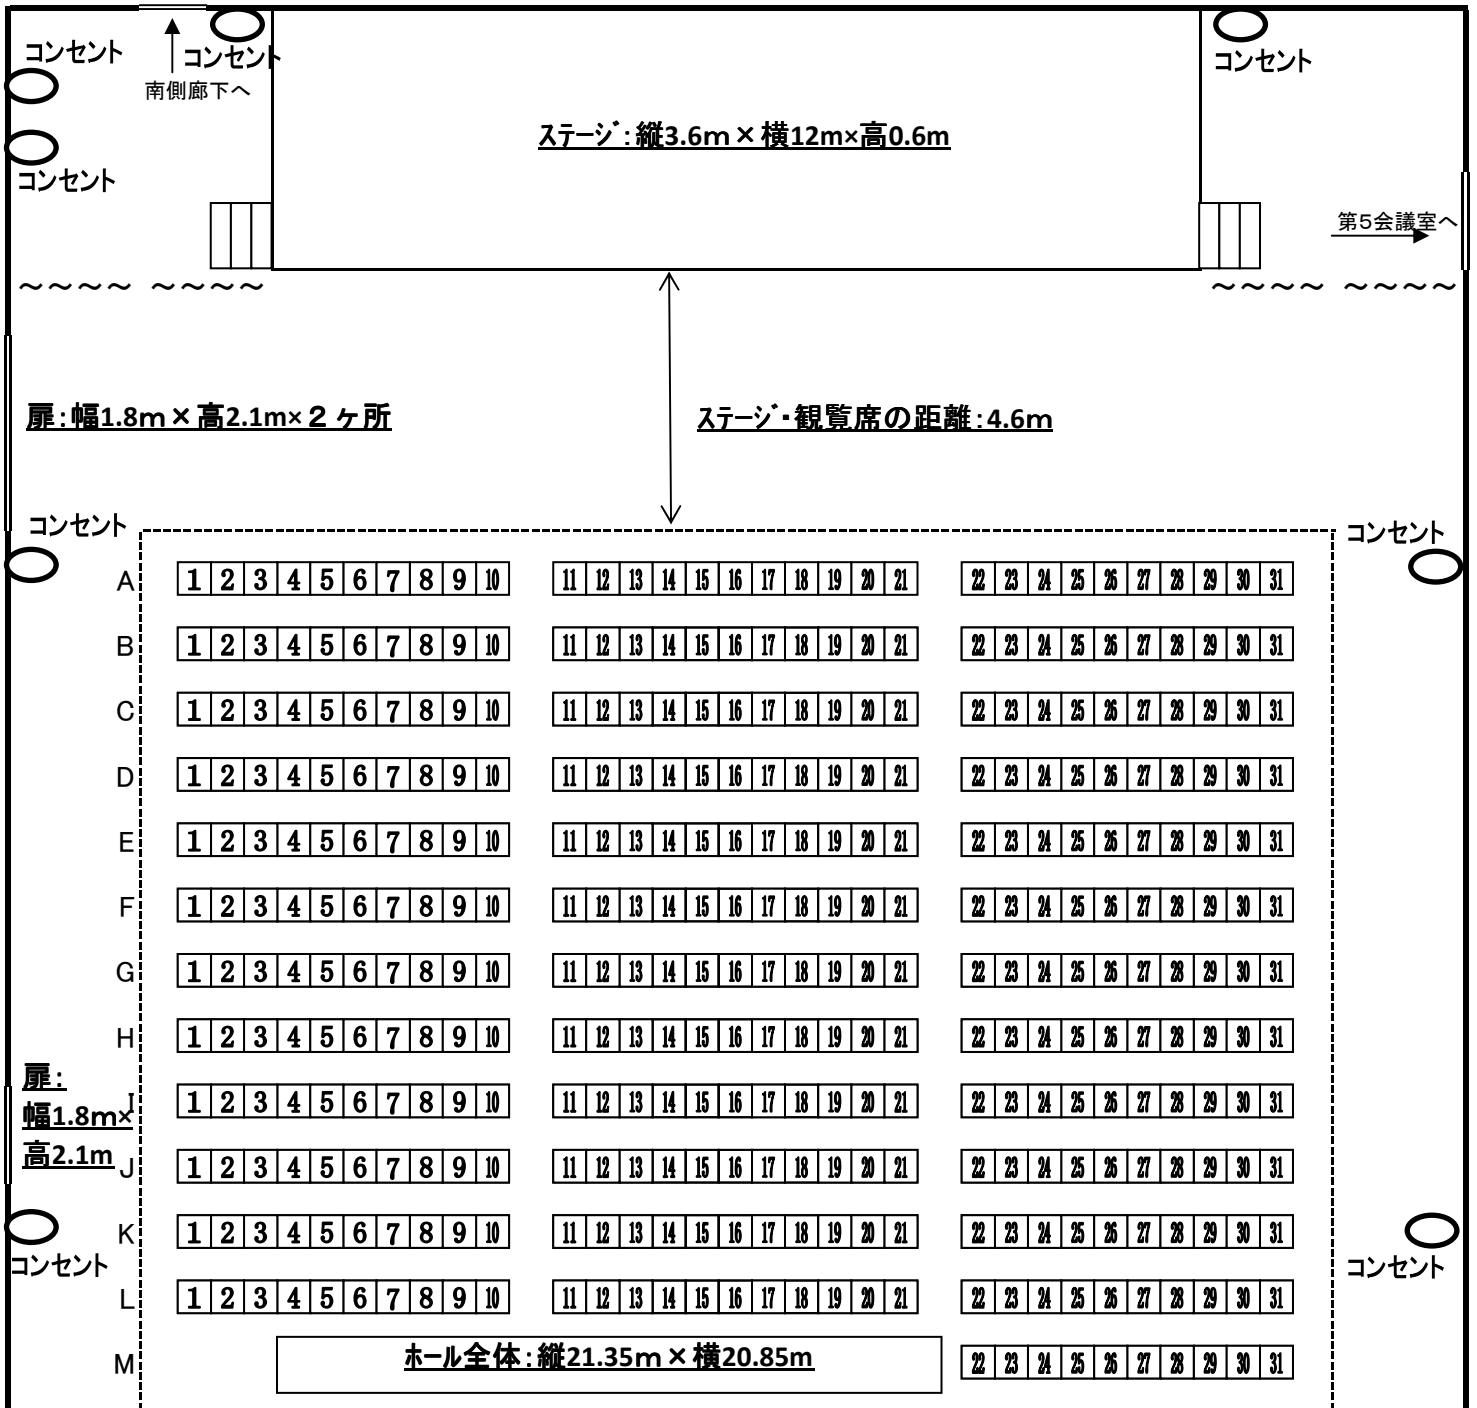 コンセント
コンセント
コンセント
南側廊下へ
ステージ：縦3.6ｍ×横12m×高0.6m
コンセント
第5会議室へ
～～～～ ～～～～
～～～～ ～～～～
扉：幅1.8ｍ×高2.1m×２ヶ所
ステージ・観覧席の距離：4.6ｍ
コンセント
コンセント
A 1 2 3 4 5 6 7 8 9 10 11 12 13 14 15 16 17 18 19 20 21 22 23 24 25 26 27 28 29 30 31
B 1 2 3 4 5 6 7 8 9 10 11 12 13 14 15 16 17 18 19 20 21 22 23 24 25 26 27 28 29 30 31
C 1 2 3 4 5 6 7 8 9 10 11 12 13 14 15 16 17 18 19 20 21 22 23 24 25 26 27 28 29 30 31
D 1 2 3 4 5 6 7 8 9 10 11 12 13 14 15 16 17 18 19 20 21 22 23 24 25 26 27 28 29 30 31
E 1 2 3 4 5 6 7 8 9 10 11 12 13 14 15 16 17 18 19 20 21 22 23 24 25 26 27 28 29 30 31
F 1 2 3 4 5 6 7 8 9 10 11 12 13 14 15 16 17 18 19 20 21 22 23 24 25 26 27 28 29 30 31
G 1 2 3 4 5 6 7 8 9 10 11 12 13 14 15 16 17 18 19 20 21 22 23 24 25 26 27 28 29 30 31
H 1 2 3 4 5 6 7 8 9 10 11 12 13 14 15 16 17 18 19 20 21 22 23 24 25 26 27 28 29 30 31
扉：
幅1.8ｍ×
高2.1m
I 1 2 3 4 5 6 7 8 9 10 11 12 13 14 15 16 17 18 19 20 21 22 23 24 25 26 27 28 29 30 31
J 1 2 3 4 5 6 7 8 9 10 11 12 13 14 15 16 17 18 19 20 21 22 23 24 25 26 27 28 29 30 31
K 1 2 3 4 5 6 7 8 9 10 11 12 13 14 15 16 17 18 19 20 21 22 23 24 25 26 27 28 29 30 31
コンセント
コンセント
L 1 2 3 4 5 6 7 8 9 10 11 12 13 14 15 16 17 18 19 20 21 22 23 24 25 26 27 28 29 30 31
M 22 23 24 25 26 27 28 29 30 31
ホール全体：縦21.35ｍ×横20.85m